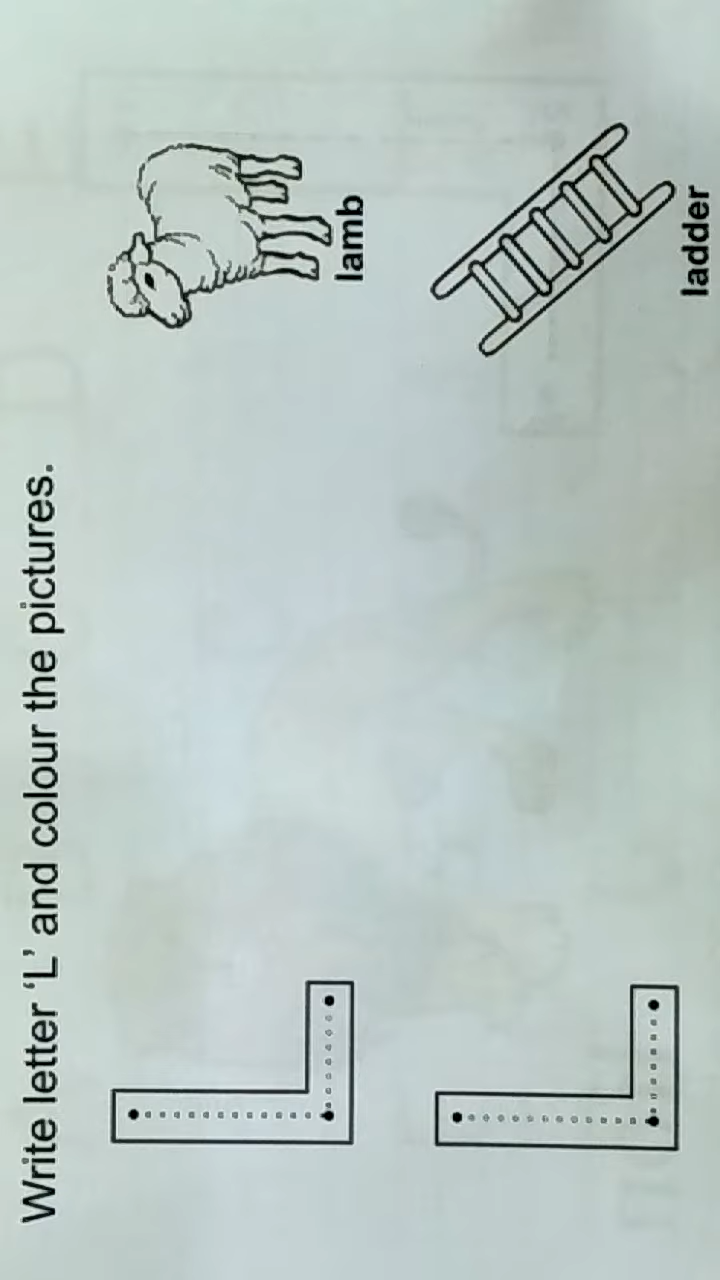 Write letter ‘L’ and colour the pictures.
L
lamb
L
ladder